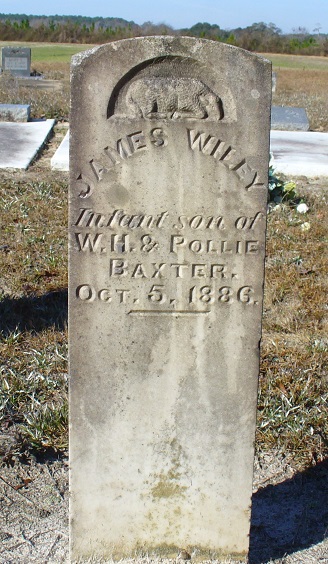 JAMES WILEY
Infant son of
W. H. & POLLIE
BAXTER.
OCT. 5, 1886.